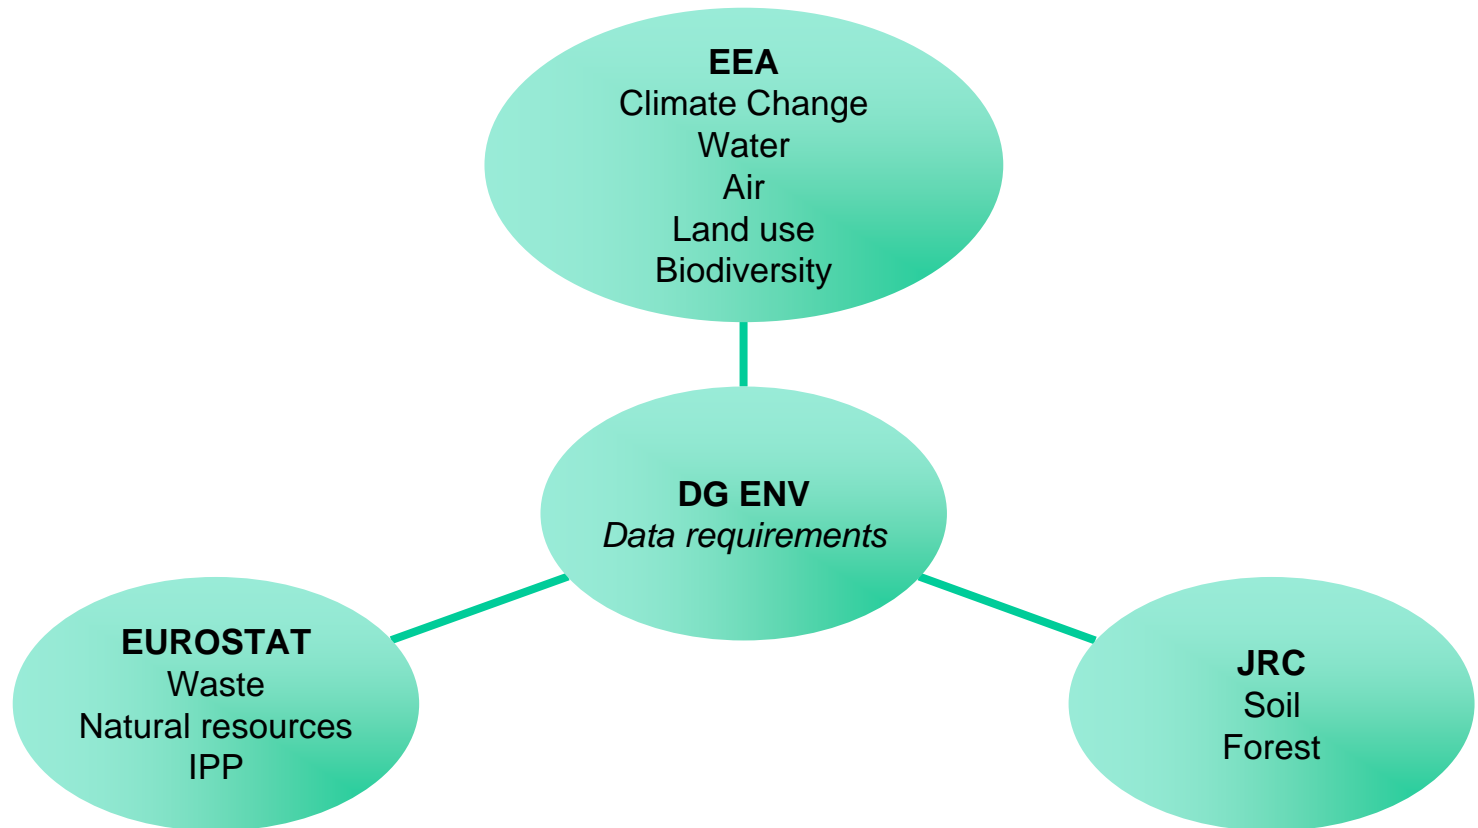 EEA
Climate Change
Water
Air
Land use
Biodiversity
DG ENV
Data requirements
EUROSTAT
Waste
Natural resources
IPP
JRC
Soil
Forest